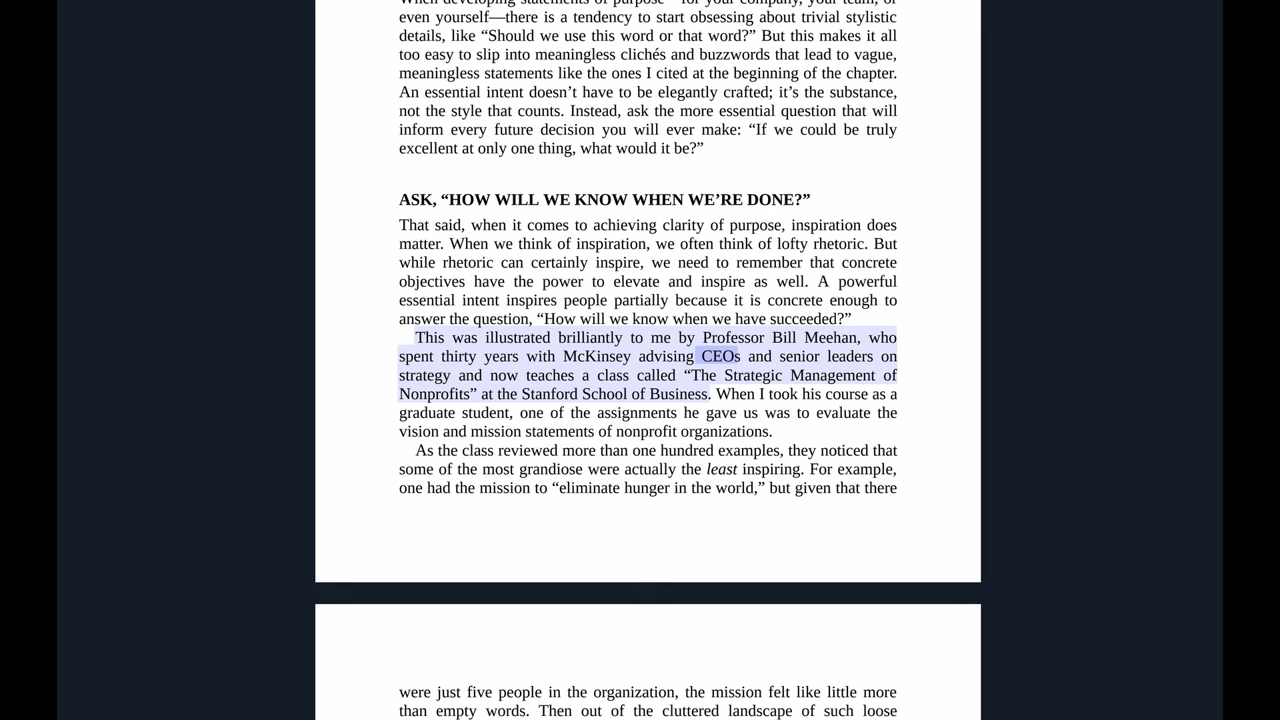 When developing statements of purpose—for your company, your team, or
even yourself—there is a tendency to start obsessing about trivial stylistic
details, like “Should we use this word or that word?” But this makes it all
too easy to slip into meaningless clichés and buzzwords that lead to vague,
meaningless statements like the ones I cited at the beginning of the chapter.
An essential intent doesn’t have to be elegantly crafted; it’s the substance,
not the style that counts. Instead, ask the more essential question that will
inform every future decision you will ever make: “If we could be truly
excellent at only one thing, what would it be?”
ASK, “HOW WILL WE KNOW WHEN WE’RE DONE?”
That said, when it comes to achieving clarity of purpose, inspiration does
matter. When we think of inspiration, we often think of lofty rhetoric. But
while rhetoric can certainly inspire, we need to remember that concrete
objectives have the power to elevate and inspire as well. A powerful
essential intent inspires people partially because it is concrete enough to
answer the question, “How will we know when we have succeeded?”
This was illustrated brilliantly to me by Professor Bill Meehan, who
spent thirty years with McKinsey advising CEOs and senior leaders on
strategy and now teaches a class called “The Strategic Management of
Nonprofits” at the Stanford School of Business. When I took his course as a
graduate student, one of the assignments he gave us was to evaluate the
vision and mission statements of nonprofit organizations.
As the class reviewed more than one hundred examples, they noticed that
some of the most grandiose were actually the least inspiring. For example,
one had the mission to “eliminate hunger in the world,” but given that there
were just five people in the organization, the mission felt like little more
than empty words. Then out of the cluttered landscape of such loose